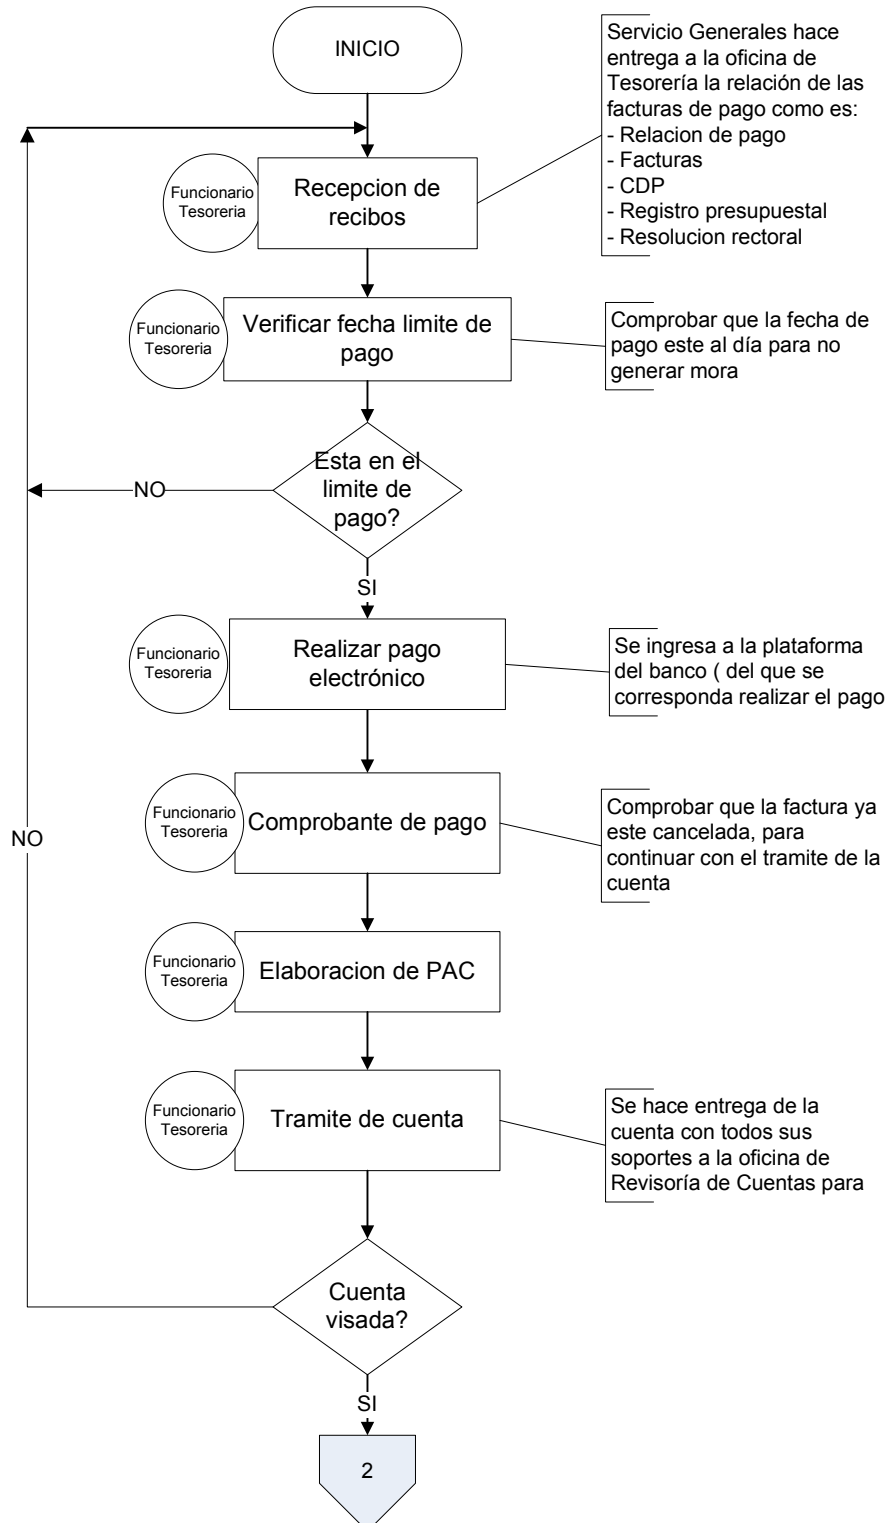 INICIO
Servicio Generales hace
entrega a la oficina de
Tesorería la relación de las
facturas de pago como es:
- Relacion de pago
- Facturas
- CDP
- Registro presupuestal
- Resolucion rectoral
Funcionario
Tesoreria
Recepcion de
recibos
Funcionario
Tesoreria
Verificar fecha limite de
pago
Comprobar que la fecha de
pago este al día para no
generar mora
Esta en el
limite de
pago?
NO
SI
Funcionario
Tesoreria
Realizar pago
electrónico
Se ingresa a la plataforma
del banco ( del que se
corresponda realizar el pago
Funcionario
Tesoreria
Comprobante de pago
Comprobar que la factura ya
este cancelada, para
continuar con el tramite de la
cuenta
NO
Funcionario
Tesoreria
Elaboracion de PAC
Funcionario
Tesoreria
Tramite de cuenta
Se hace entrega de la
cuenta con todos sus
soportes a la oficina de
Revisoría de Cuentas para
Cuenta
visada?
SI
2